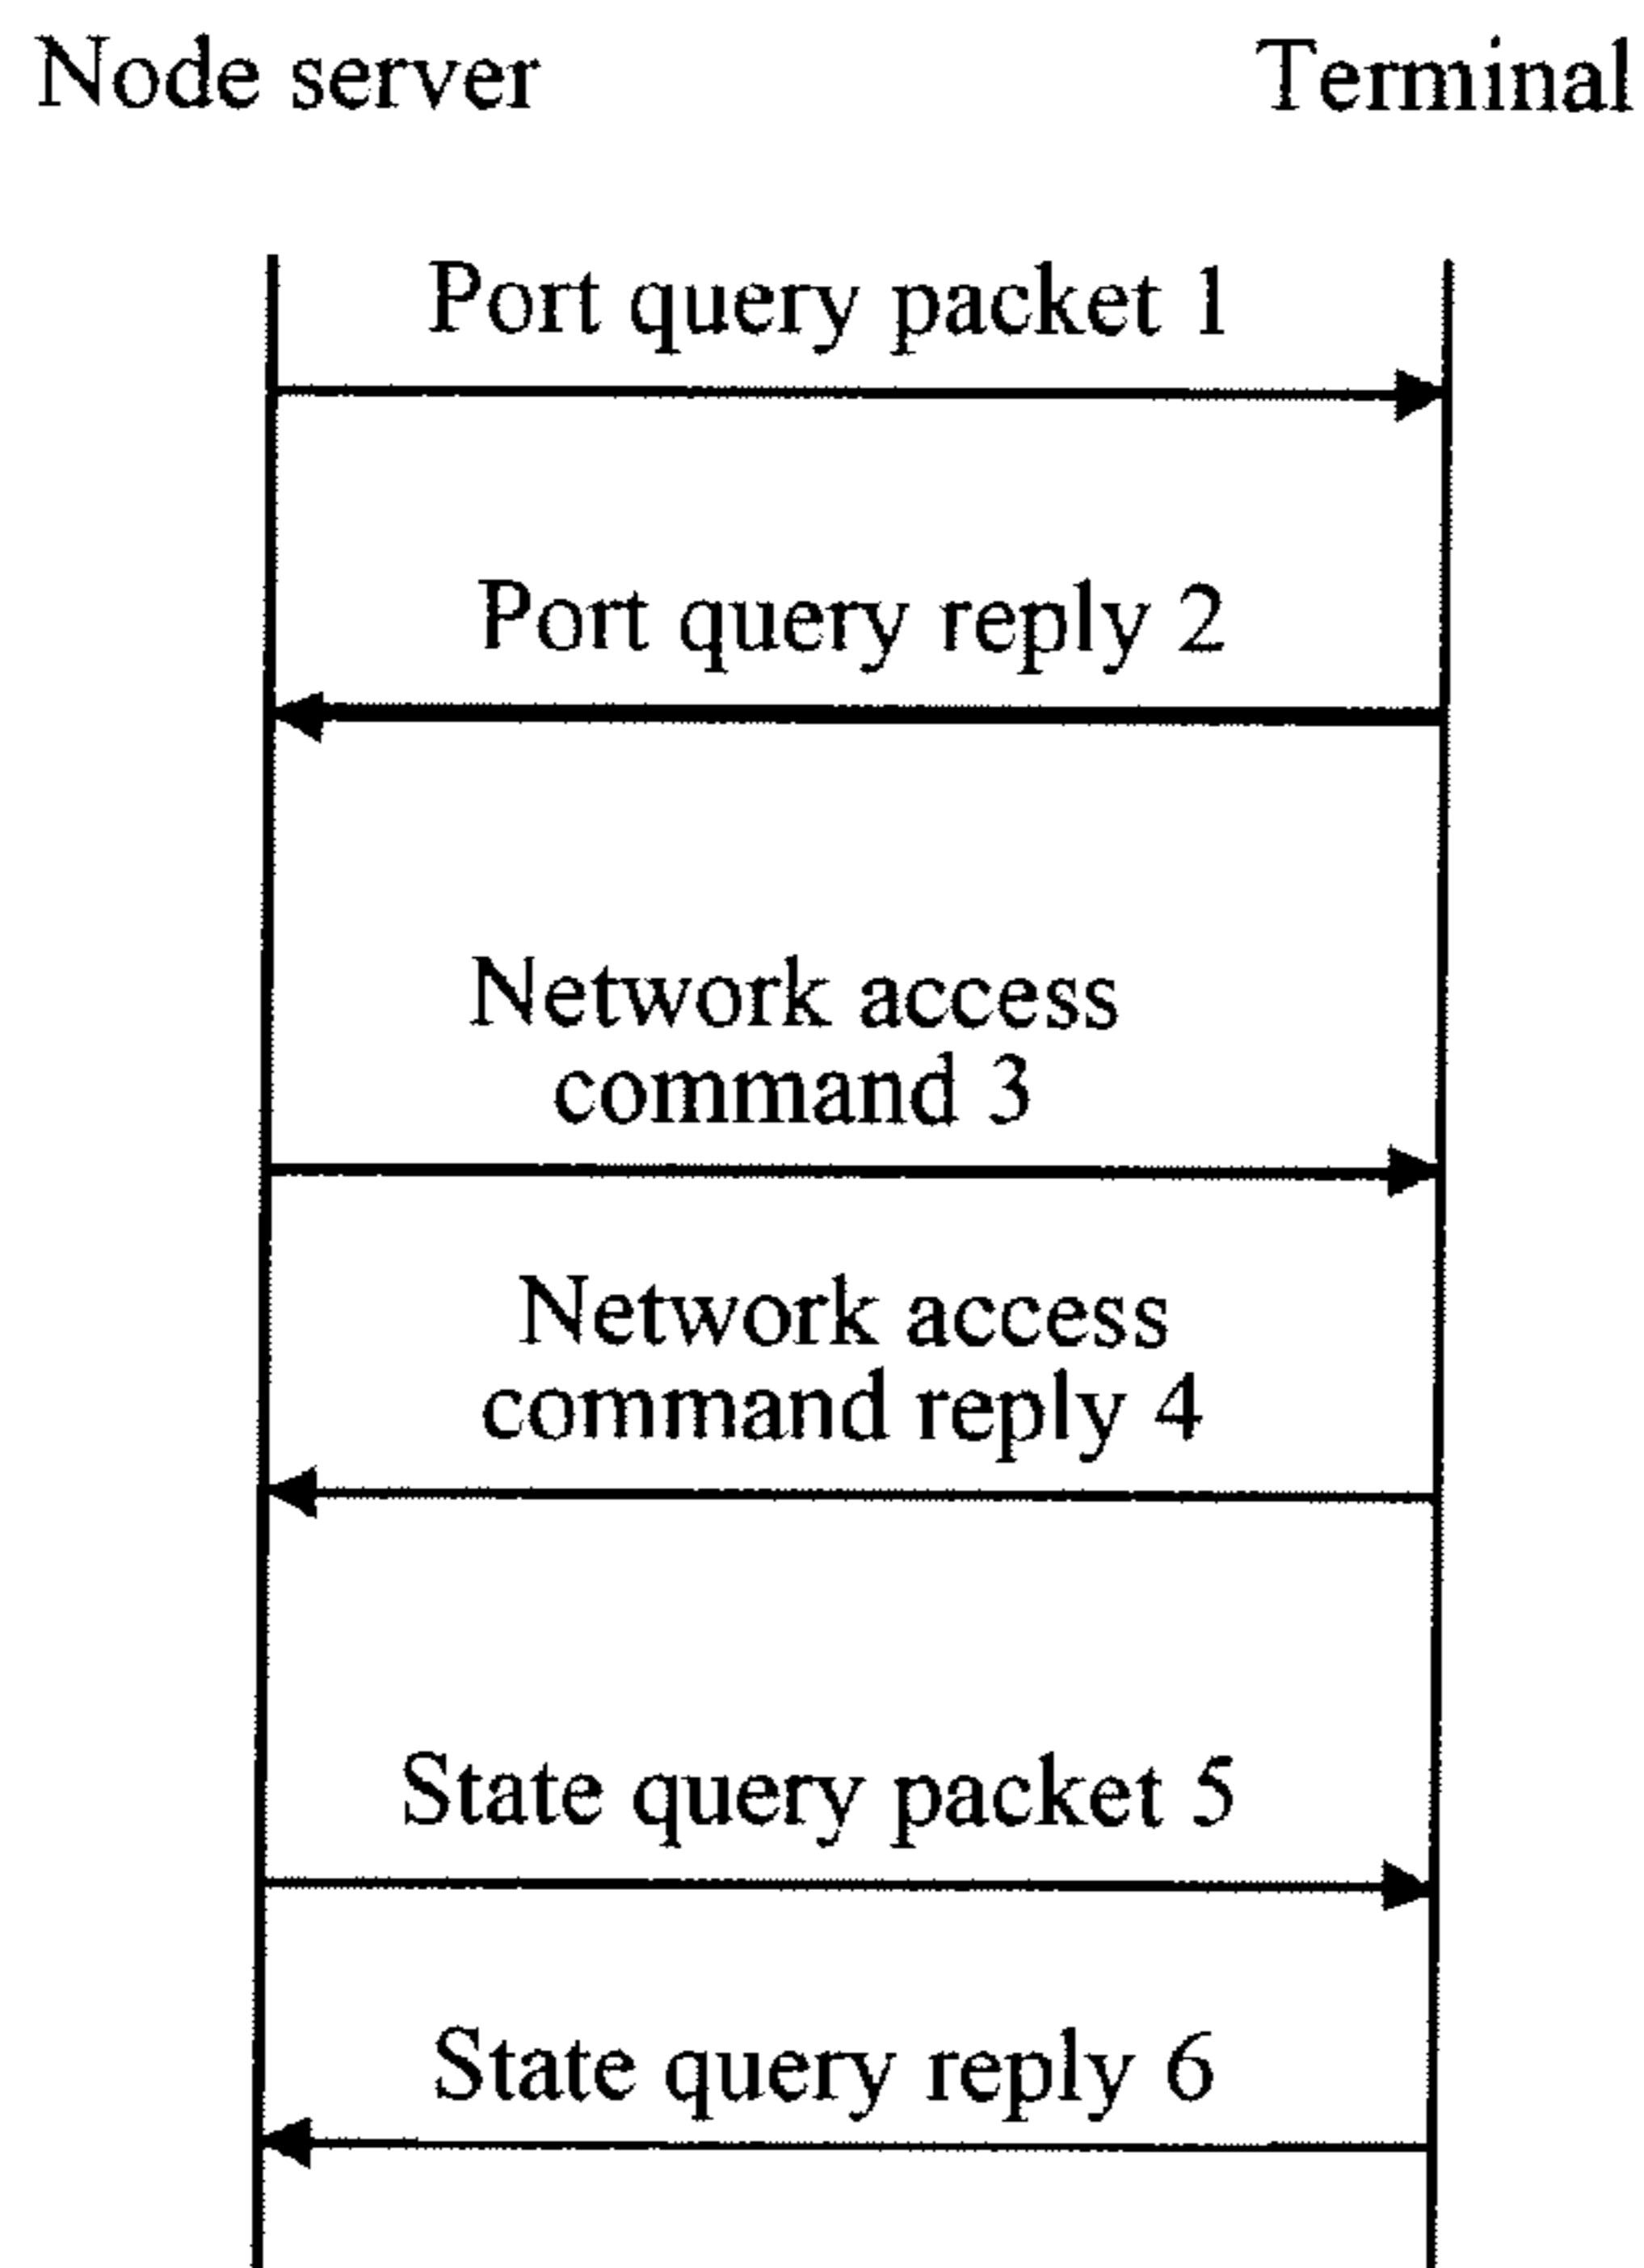 Node server
Terminal
Port query packet 1
Port query reply 2
Network access
command 3
Network access
command reply 4
State query packet 5
State query reply 6